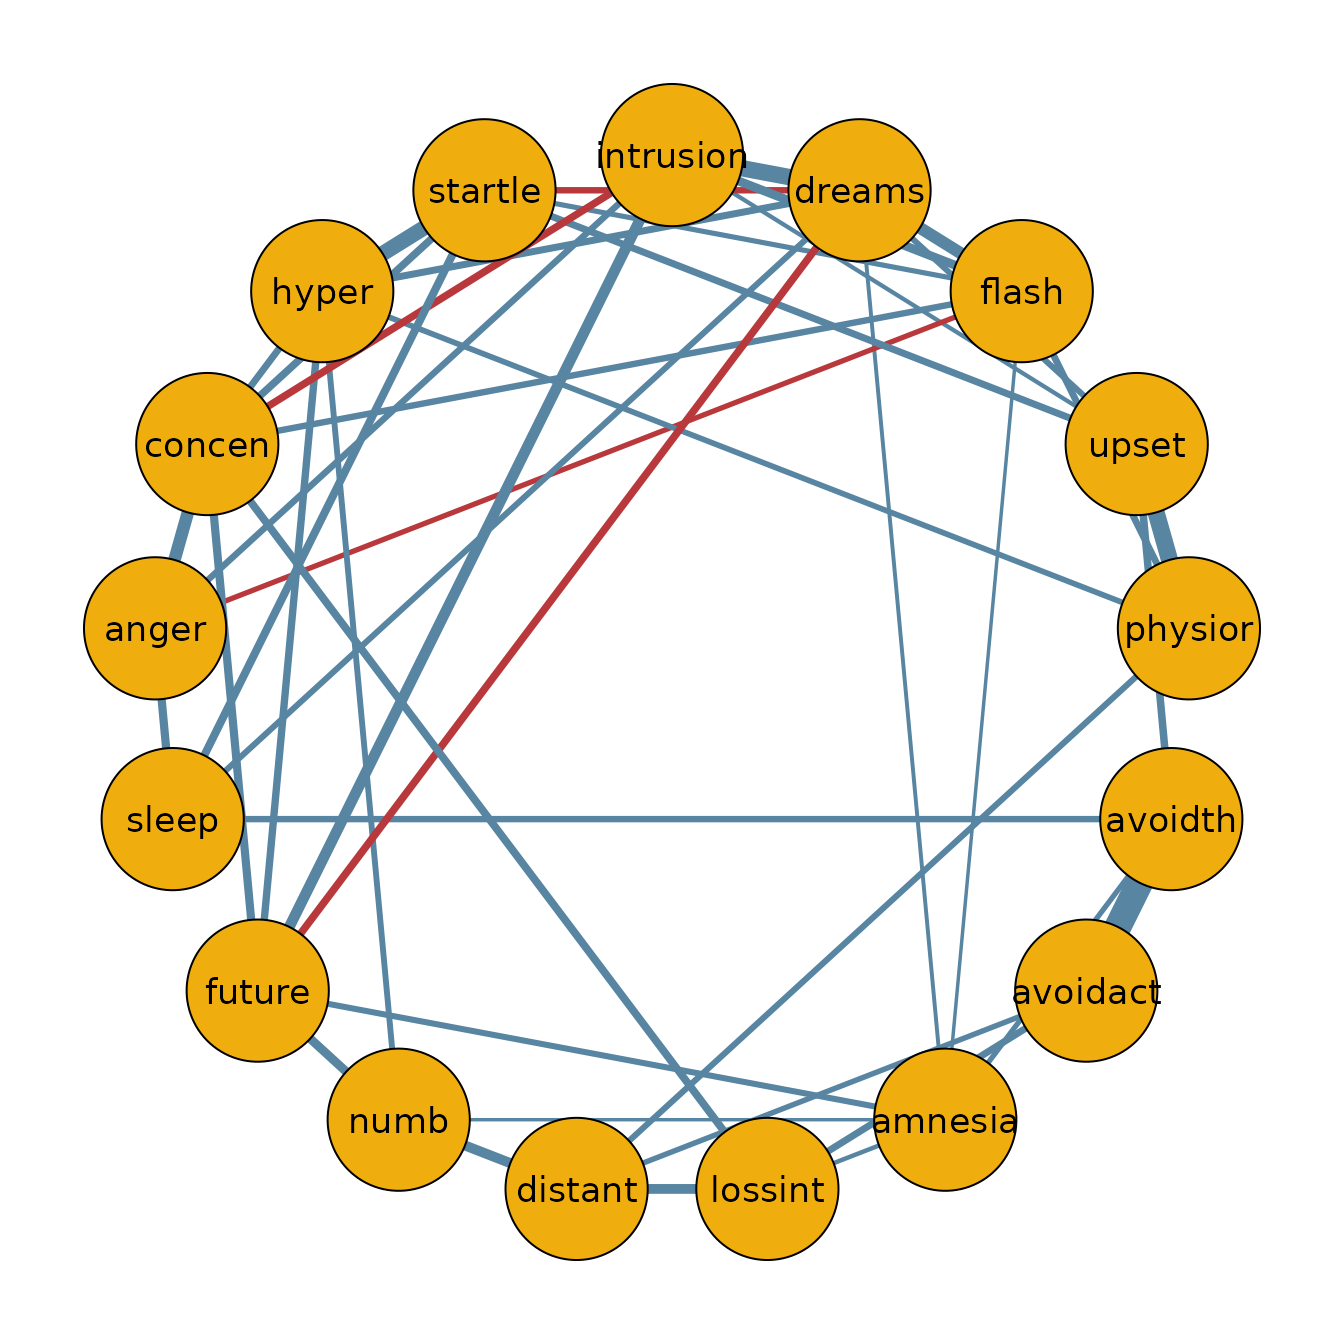 intrusion
startle
dreams
hyper
flash
concen
upset
anger
physior
sleep
avoidth
future
avoidact
numb
amnesia
distant
lossint